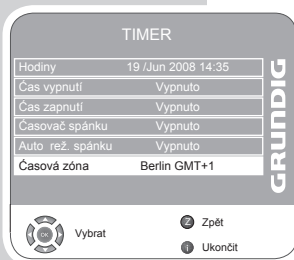 TIMER
Hodiny 19 /Jun 2008 14:35
Čas vypnutí Vypnuto
Čas zapnutí Vypnuto
Časovač spánku Vypnuto
Auto rež. spánku Vypnuto
Časová zóna Berlin GMT+1
GRUNDIG
OK Vybrat
Z Zpět
i Ukončit